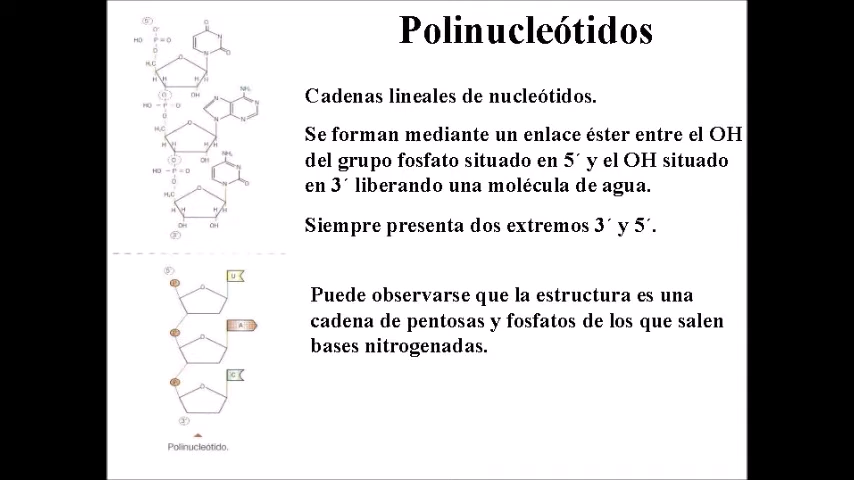 Polinucleótidos
Cadenas lineales de nucleótidos.
Se forman mediante un enlace éster entre el OH
del grupo fosfato situado en 5´ y el OH situado
en 3´ liberando una molécula de agua.
Siempre presenta dos extremos 3´ y 5´.
Puede observarse que la estructura es una
cadena de pentosas y fosfatos de los que salen
bases nitrogenadas.
U
A
C
Polinucleótido.